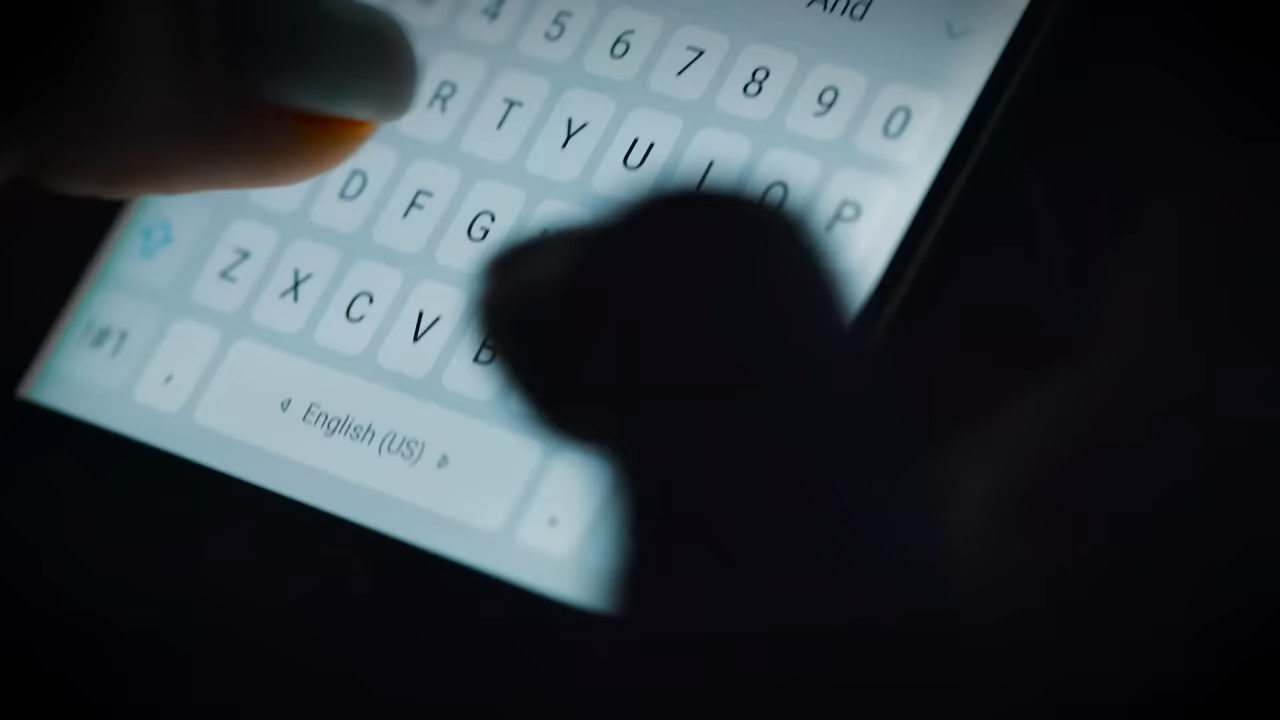 And
4 5 6 7 8 9 0
R T Y U I O P
D F G
Z X C V B
!#1 , English (US) .